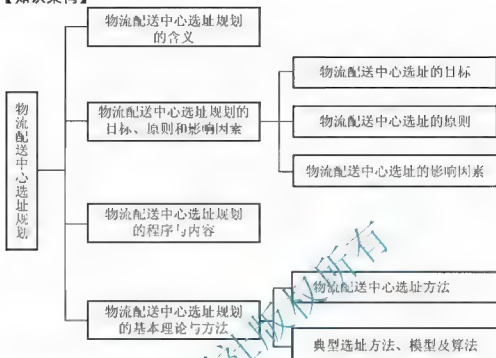 【知识架构】
物流配送中心选址规划
的含义
物流配送中心选址的目标
物流配送中心选址规划的
目标、原则和影响因素
物流配送中心选址的原则
物流配送中心选址规划
物流配送中心选址的影响因素
物流配送中心选址规划
的程序与内容
物流配送中心选址方法
物流配送中心选址规划
的基本理论与方法
典型选址方法、模型及算法
社版权所有